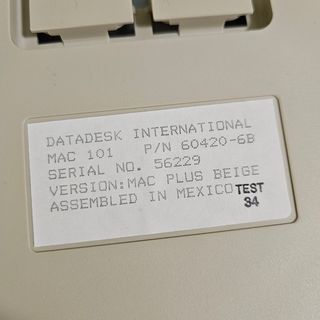 DATADESK INTERNATIONAL
MAC 101 P/N 60420-6B
SERIAL NO. 56229
VERSION:MAC PLUS BEIGE
ASSEMBLED IN MEXICO TEST
34